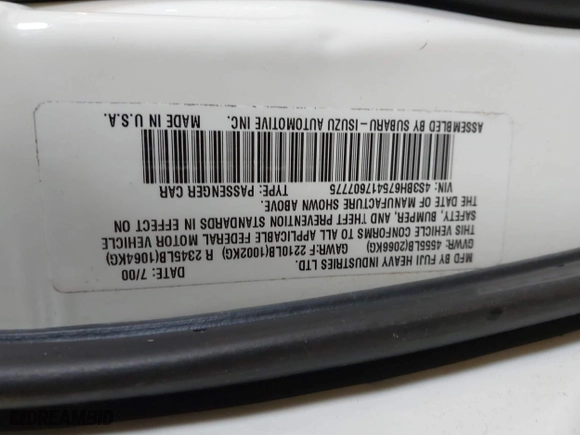 MFD BY FUJI HEAVY INDUSTRIES LTD. DATE: 7/00
GVWR: 4555LB(2066KG) GAWR:F 2210LB(1002KG) R 2345LB(1064KG)
THIS VEHICLE CONFORMS TO ALL APPLICABLE FEDERAL MOTOR VEHICLE
SAFETY, BUMPER, AND THEFT PREVENTION STANDARDS IN EFFECT ON
THE DATE OF MANUFACTURE SHOWN ABOVE.
VIN: 4S3BH675417607775 TYPE: PASSENGER CAR
ASSEMBLED BY SUBARU-ISUZU AUTOMOTIVE INC. MADE IN U.S.A.
DREAMBID